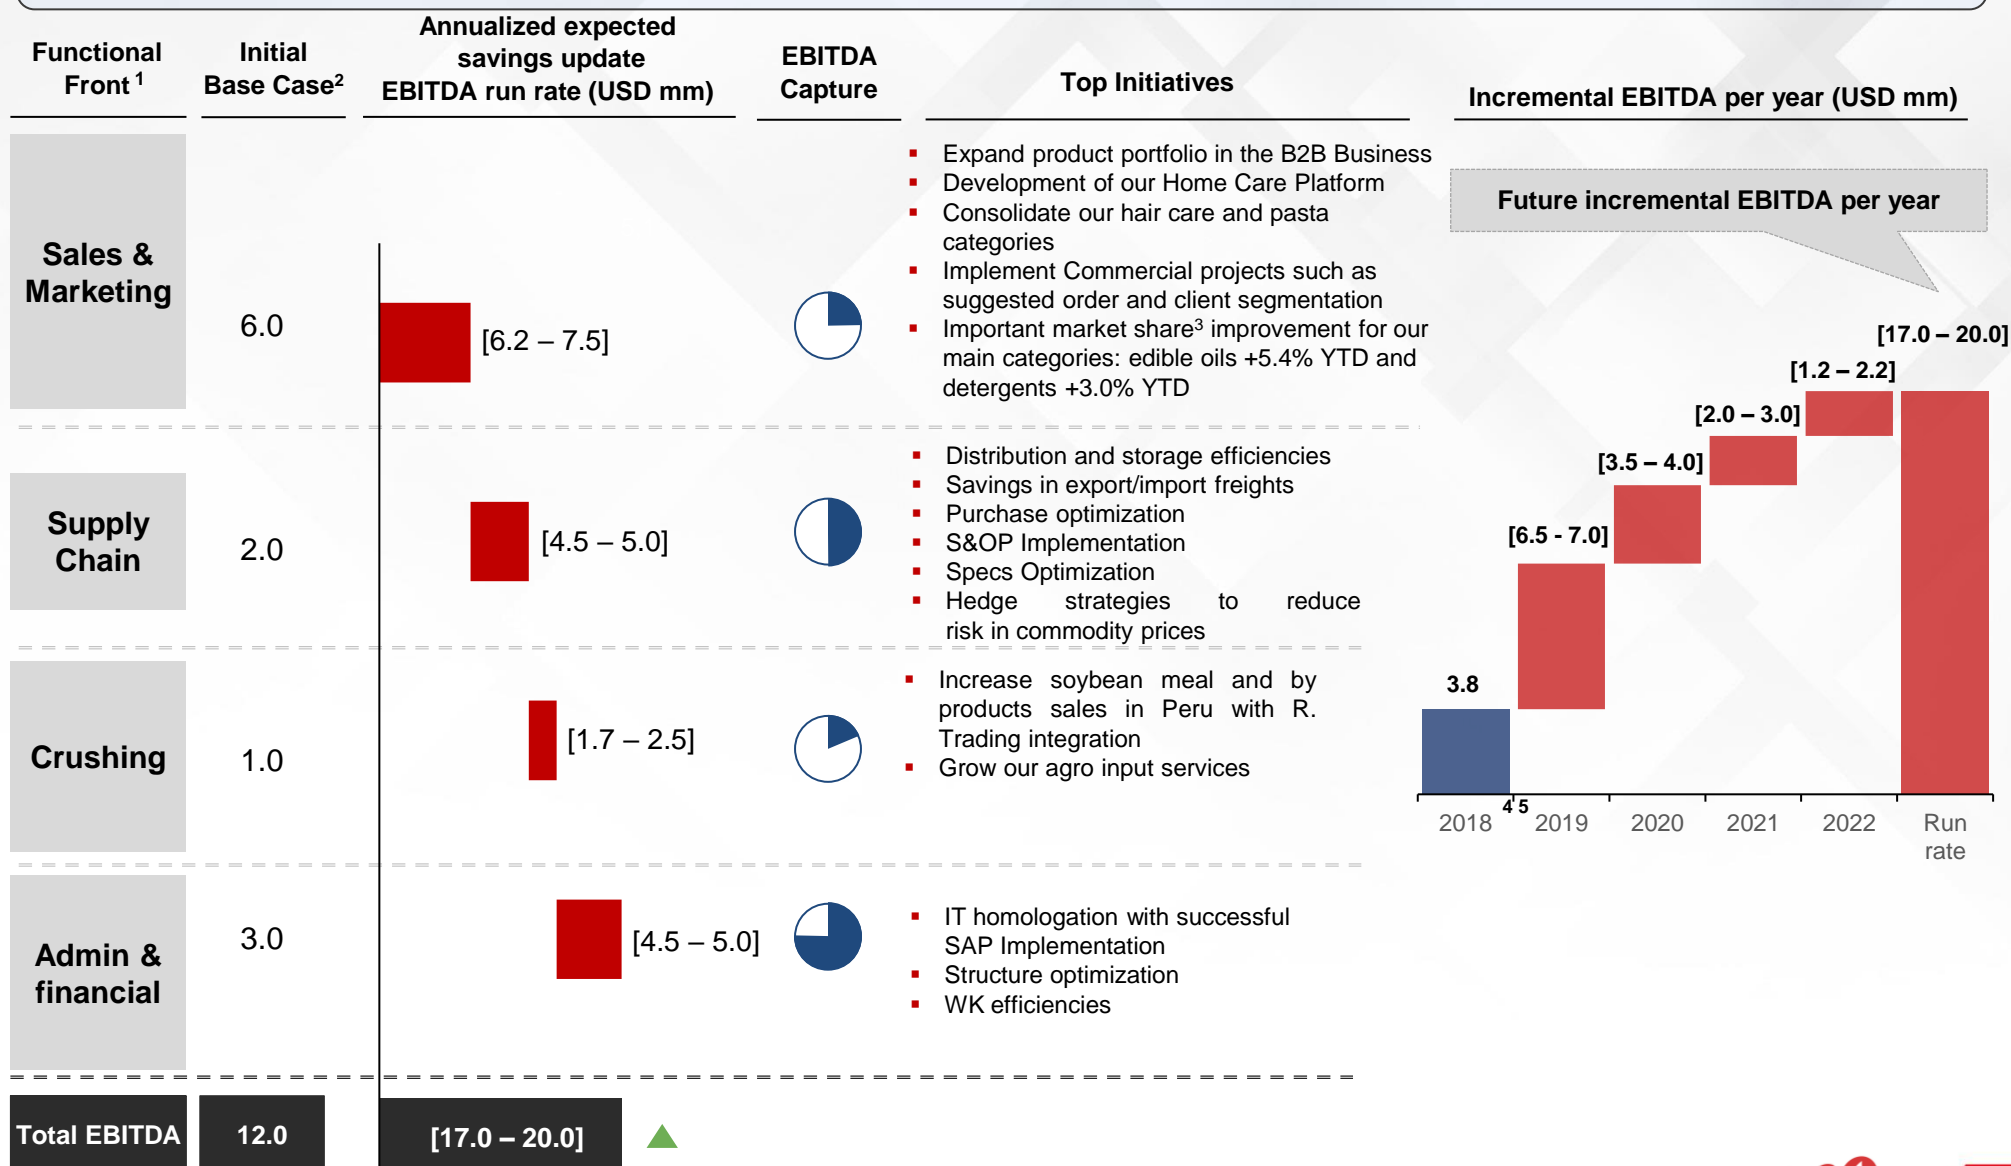 Functional
Front 1
Initial
Base Case2
Annualized expected
savings update
EBITDA run rate (USD mm)
EBITDA
Capture
Top Initiatives
Incremental EBITDA per year (USD mm)
Sales &
Marketing
6.0
[6.2 – 7.5]
▪ Expand product portfolio in the B2B Business
▪ Development of our Home Care Platform
▪ Consolidate our hair care and pasta
categories
▪ Implement Commercial projects such as
suggested order and client segmentation
▪ Important market share3 improvement for our
main categories: edible oils +5.4% YTD and
detergents +3.0% YTD
Supply
Chain
2.0
[4.5 – 5.0]
▪ Distribution and storage efficiencies
▪ Savings in export/import freights
▪ Purchase optimization
▪ S&OP Implementation
▪ Specs Optimization
▪ Hedge strategies to reduce
risk in commodity prices
Crushing
1.0
[1.7 – 2.5]
▪ Increase soybean meal and by
products sales in Peru with R.
Trading integration
▪ Grow our agro input services
Admin &
financial
3.0
[4.5 – 5.0]
▪ IT homologation with successful
SAP Implementation
▪ Structure optimization
▪ WK efficiencies
Total EBITDA
12.0
[17.0 – 20.0]
Future incremental EBITDA per year
[17.0 – 20.0]
[1.2 – 2.2]
[2.0 – 3.0]
[3.5 – 4.0]
[6.5 - 7.0]
3.8
4 5
2018
2019
2020
2021
2022
Run
rate